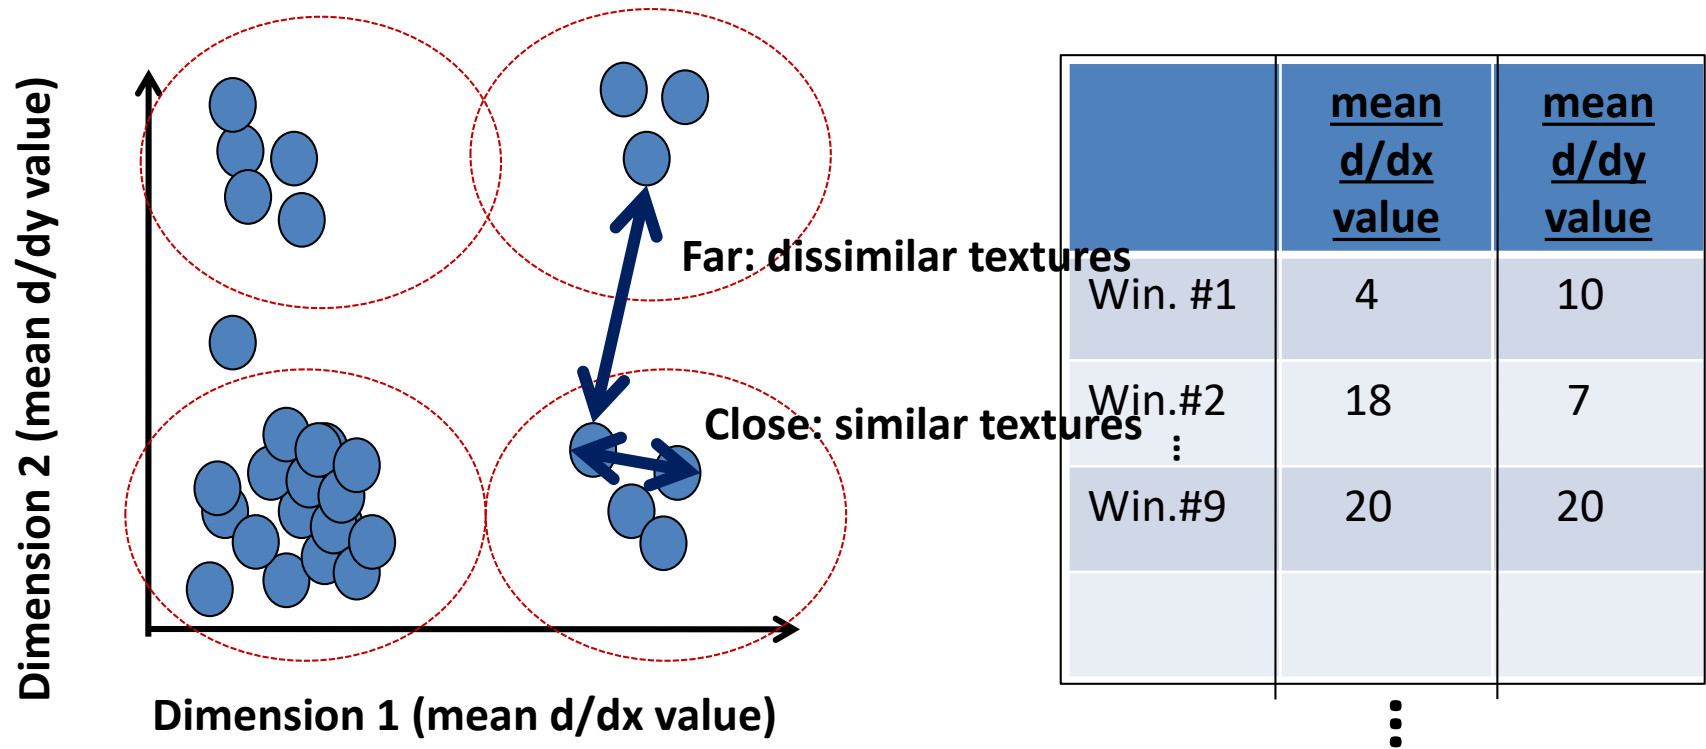 Dimension 2 (mean d/dy value)
Far: dissimilar textures
Close: similar textures
Dimension 1 (mean d/dx value)
mean
d/dx
value
mean
d/dy
value
Win. #1 4 10
Win.#2 18 7
⋮
Win.#9 20 20
⋮